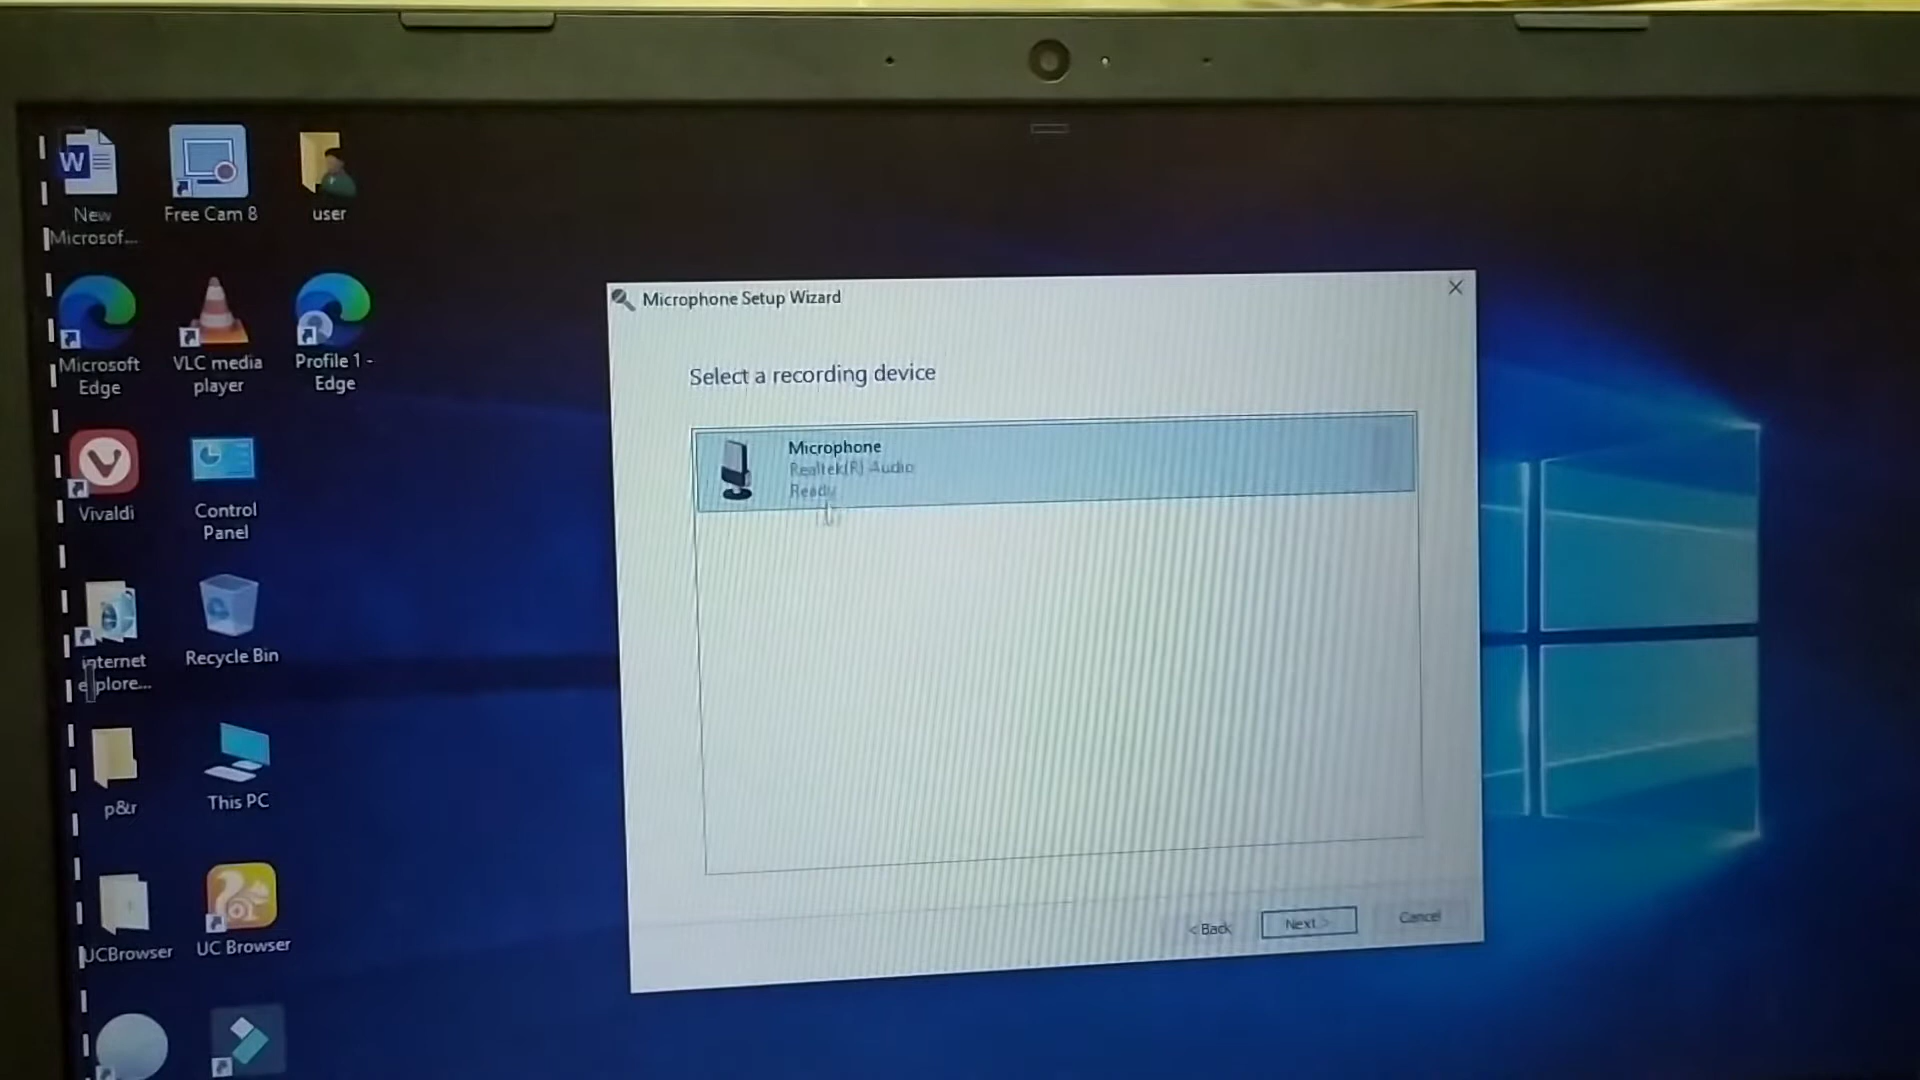 New
Microsof...
Free Cam 8
user
Microsoft
Edge
VLC media
player
Profile 1 -
Edge
Vivaldi
Control
Panel
internet
explore...
Recycle Bin
p&r
This PC
UCBrowser
UC Browser
Microphone Setup Wizard
Select a recording device
Microphone
Realtek(R) Audio
Ready
< Back
Next >
Cancel